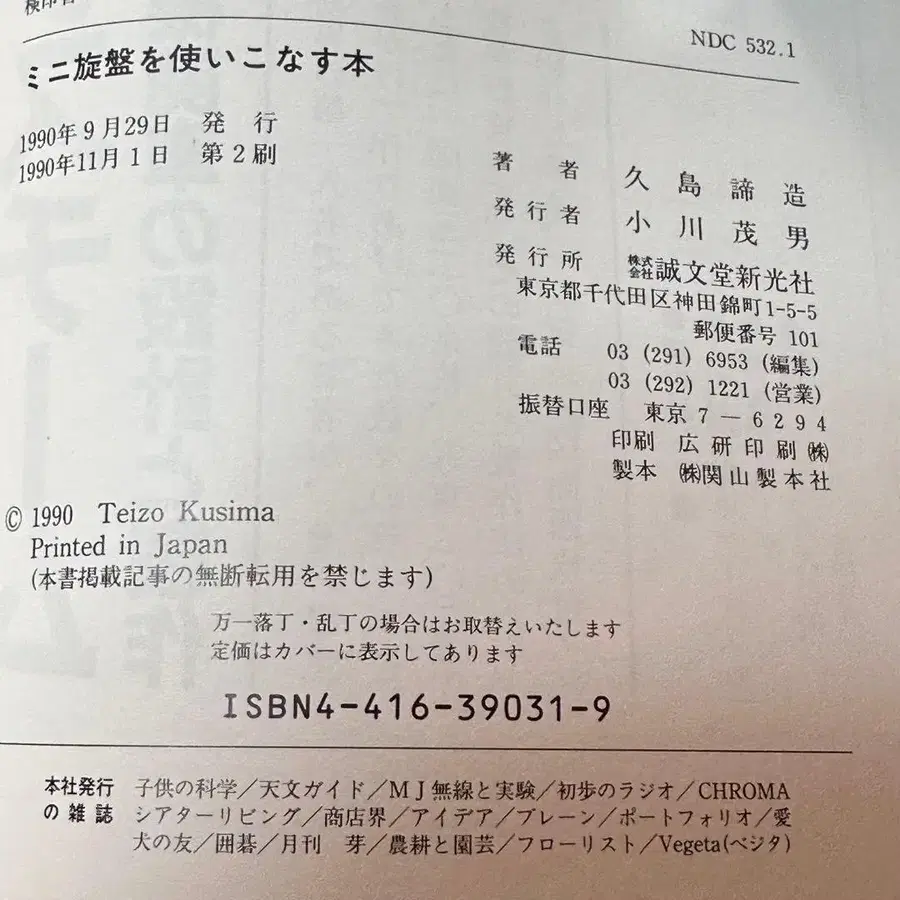 NDC 532.1
ミニ旋盤を使いこなす本
1990年9月29日 発行
1990年11月1日 第2刷
著者 久島諦造
発行者 小川茂男
発行所 株式会社誠文堂新光社
東京都千代田区神田錦町1-5-5
郵便番号 101
電話 03 (291) 6953 (編集)
03 (292) 1221 (営業)
振替口座 東京7-6294
印刷 広研印刷㈱
製本 ㈱関山製本社
© 1990 Teizo Kusima
Printed in Japan
(本書掲載記事の無断転用を禁じます)
万一落丁・乱丁の場合はお取替えいたします
定価はカバーに表示してあります
ISBN4-416-39031-9
本社発行の雑誌
子供の科学／天文ガイド／MJ無線と実験／初歩のラジオ／CHROMA
シアターリビング／商店界／アイデア／ブレーン／ポートフォリオ／愛
犬の友／囲碁／月刊 芽／農耕と園芸／フローリスト／Vegeta(ベジタ)